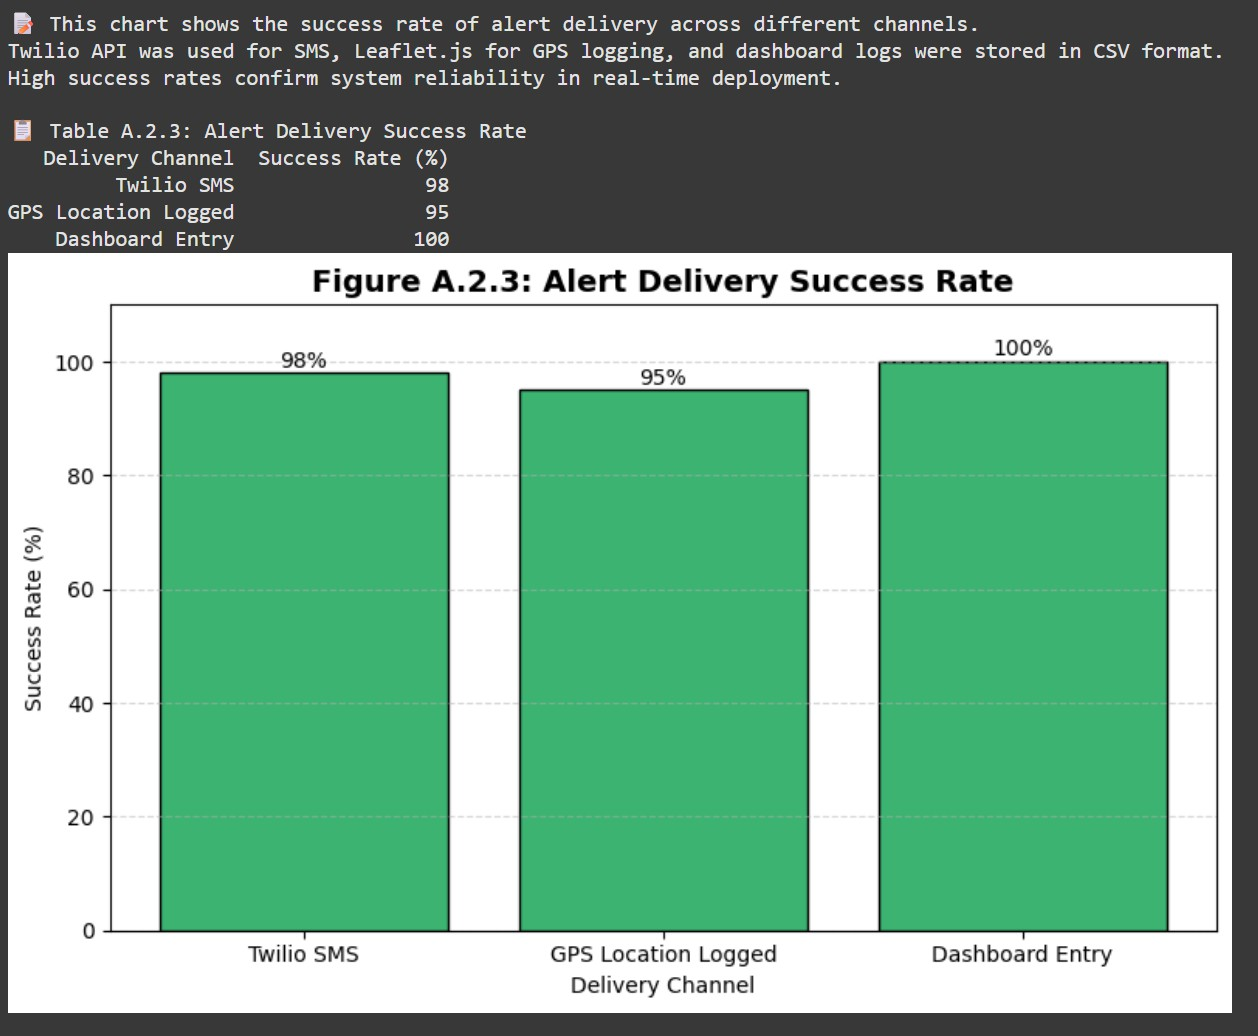 📝 This chart shows the success rate of alert delivery across different channels.
Twilio API was used for SMS, Leaflet.js for GPS logging, and dashboard logs were stored in CSV format.
High success rates confirm system reliability in real-time deployment.
📋 Table A.2.3: Alert Delivery Success Rate
Delivery Channel Success Rate (%)
Twilio SMS 98
GPS Location Logged 95
Dashboard Entry 100
Figure A.2.3: Alert Delivery Success Rate
98%
95%
100%
100
80
60
40
20
0
Success Rate (%)
Twilio SMS GPS Location Logged Dashboard Entry
Delivery Channel